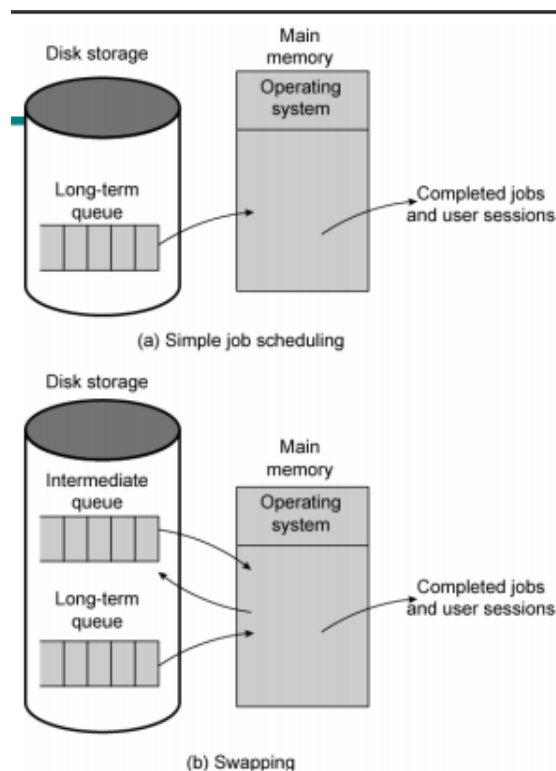 Disk storage
Main
memory
Operating
system
Long-term
queue
Completed jobs
and user sessions
(a) Simple job scheduling
Disk storage
Main
memory
Operating
system
Intermediate
queue
Long-term
queue
Completed jobs
and user sessions
(b) Swapping